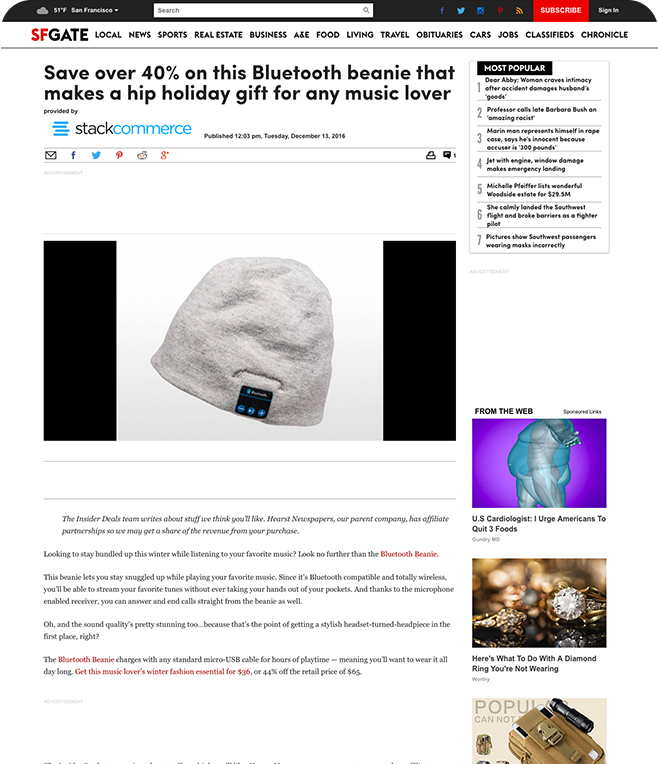 51°F San Francisco
Search
SUBSCRIBE
Sign In
SFGATE LOCAL NEWS SPORTS REAL ESTATE BUSINESS A&E FOOD LIVING TRAVEL OBITUARIES CARS JOBS CLASSIFIEDS CHRONICLE
Save over 40% on this Bluetooth beanie that
makes a hip holiday gift for any music lover
provided by
stackcommerce
Published 12:03 pm, Tuesday, December 13, 2016
1
ADVERTISEMENT
Bluetooth
The Insider Deals team writes about stuff we think you'll like. Hearst Newspapers, our parent company, has affiliate
partnerships so we may get a share of the revenue from your purchase.
Looking to stay bundled up this winter while listening to your favorite music? Look no further than the Bluetooth Beanie.
This beanie lets you stay snuggled up while playing your favorite music. Since it's Bluetooth compatible and totally wireless,
you'll be able to stream your favorite tunes without ever taking your hands out of your pockets. And thanks to the microphone
enabled receiver, you can answer and end calls straight from the beanie as well.
Oh, and the sound quality's pretty stunning too...because that's the point of getting a stylish headset-turned-headpiece in the
first place, right?
The Bluetooth Beanie charges with any standard micro-USB cable for hours of playtime — meaning you'll want to wear it all
day long. Get this music lover's winter fashion essential for $36, or 44% off the retail price of $65.
ADVERTISEMENT
MOST POPULAR
1 Dear Abby: Woman craves intimacy
after accident damages husband's
'goods'
2 Professor calls late Barbara Bush an
'amazing racist'
3 Marin man represents himself in rape
case, says he's innocent because
accuser is '300 pounds'
4 Jet with engine, window damage
makes emergency landing
5 Michelle Pfeiffer lists wonderful
Woodside estate for $29.5M
6 She calmly landed the Southwest
flight and broke barriers as a fighter
pilot
7 Pictures show Southwest passengers
wearing masks incorrectly
ADVERTISEMENT
FROM THE WEB
Sponsored Links
U.S Cardiologist: I Urge Americans To
Quit 3 Foods
Gundry MD
Here's What To Do With A Diamond
Ring You're Not Wearing
Worthy
POPU
CAN NOT